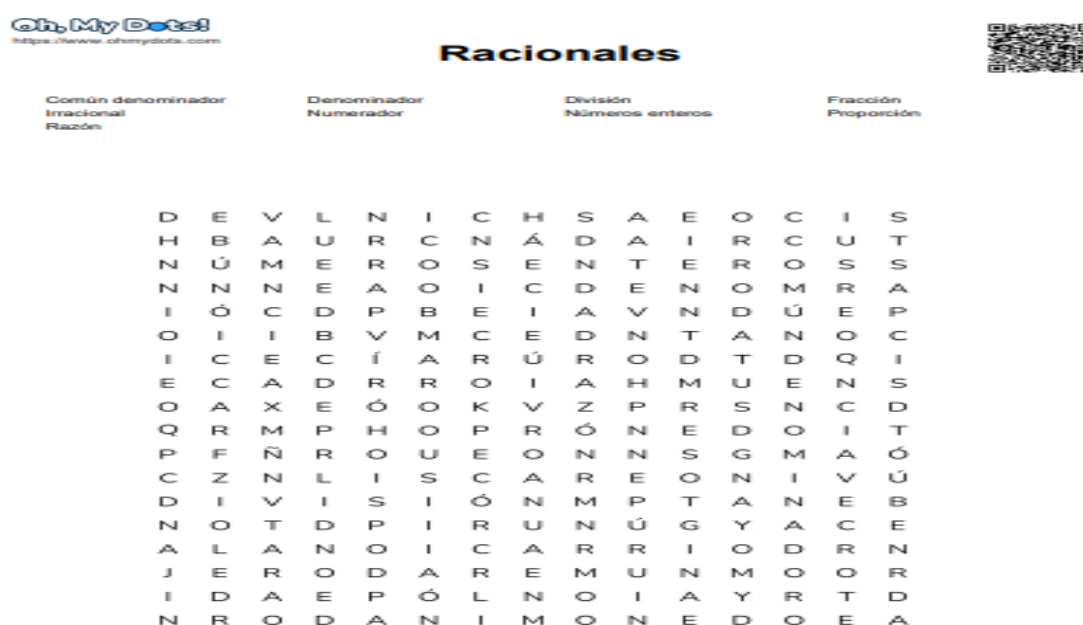 Oh, My Dots!
https://www.ohmydots.com
Racionales
Común denominador Denominador División Fracción
Irracional Numerador Números enteros Proporción
Razón
D E V L N I C H S A E O C I S
H B A U R C N Á D A I R C U T
N Ú M E R O S E N T E R O S S
N N N E A O I C D E N O M R A
I Ó C D P B E I A V N D Ú E P
O I I B V M C E D N T A N O C
I C E C Í A R Ú R O D T D Q I
E C A D R R O I A H M U E N S
O A X E Ó O K V Z P R S N C D
Q R M P H O P R Ó N E D O I T
P F Ñ R O U E O N N S G M A Ó
C Z N L I S C A R E O N I V Ú
D I V I S I Ó N M P T A N E B
N O T D P I R U N Ú G Y A C E
A L A N O I C A R R I O D R N
J E R O D A R E M U N M O O R
I D A E P Ó L N O I A Y R T D
N R O D A N I M O N E D O E A